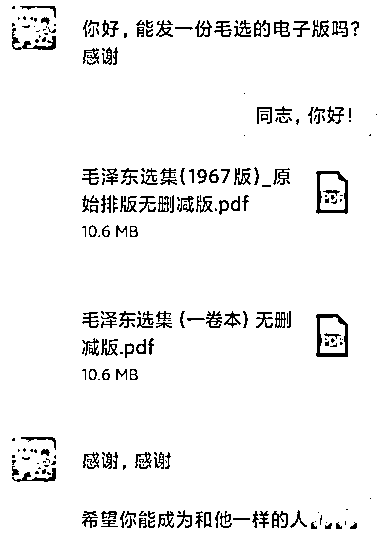 你好，能发一份毛选的电子版吗？
感谢
同志，你好！
毛泽东选集(1967版)_原
始排版无删减版.pdf
10.6 MB
PDF
毛泽东选集 (一卷本) 无删
减版.pdf
10.6 MB
PDF
感谢，感谢
希望你能成为和他一样的人